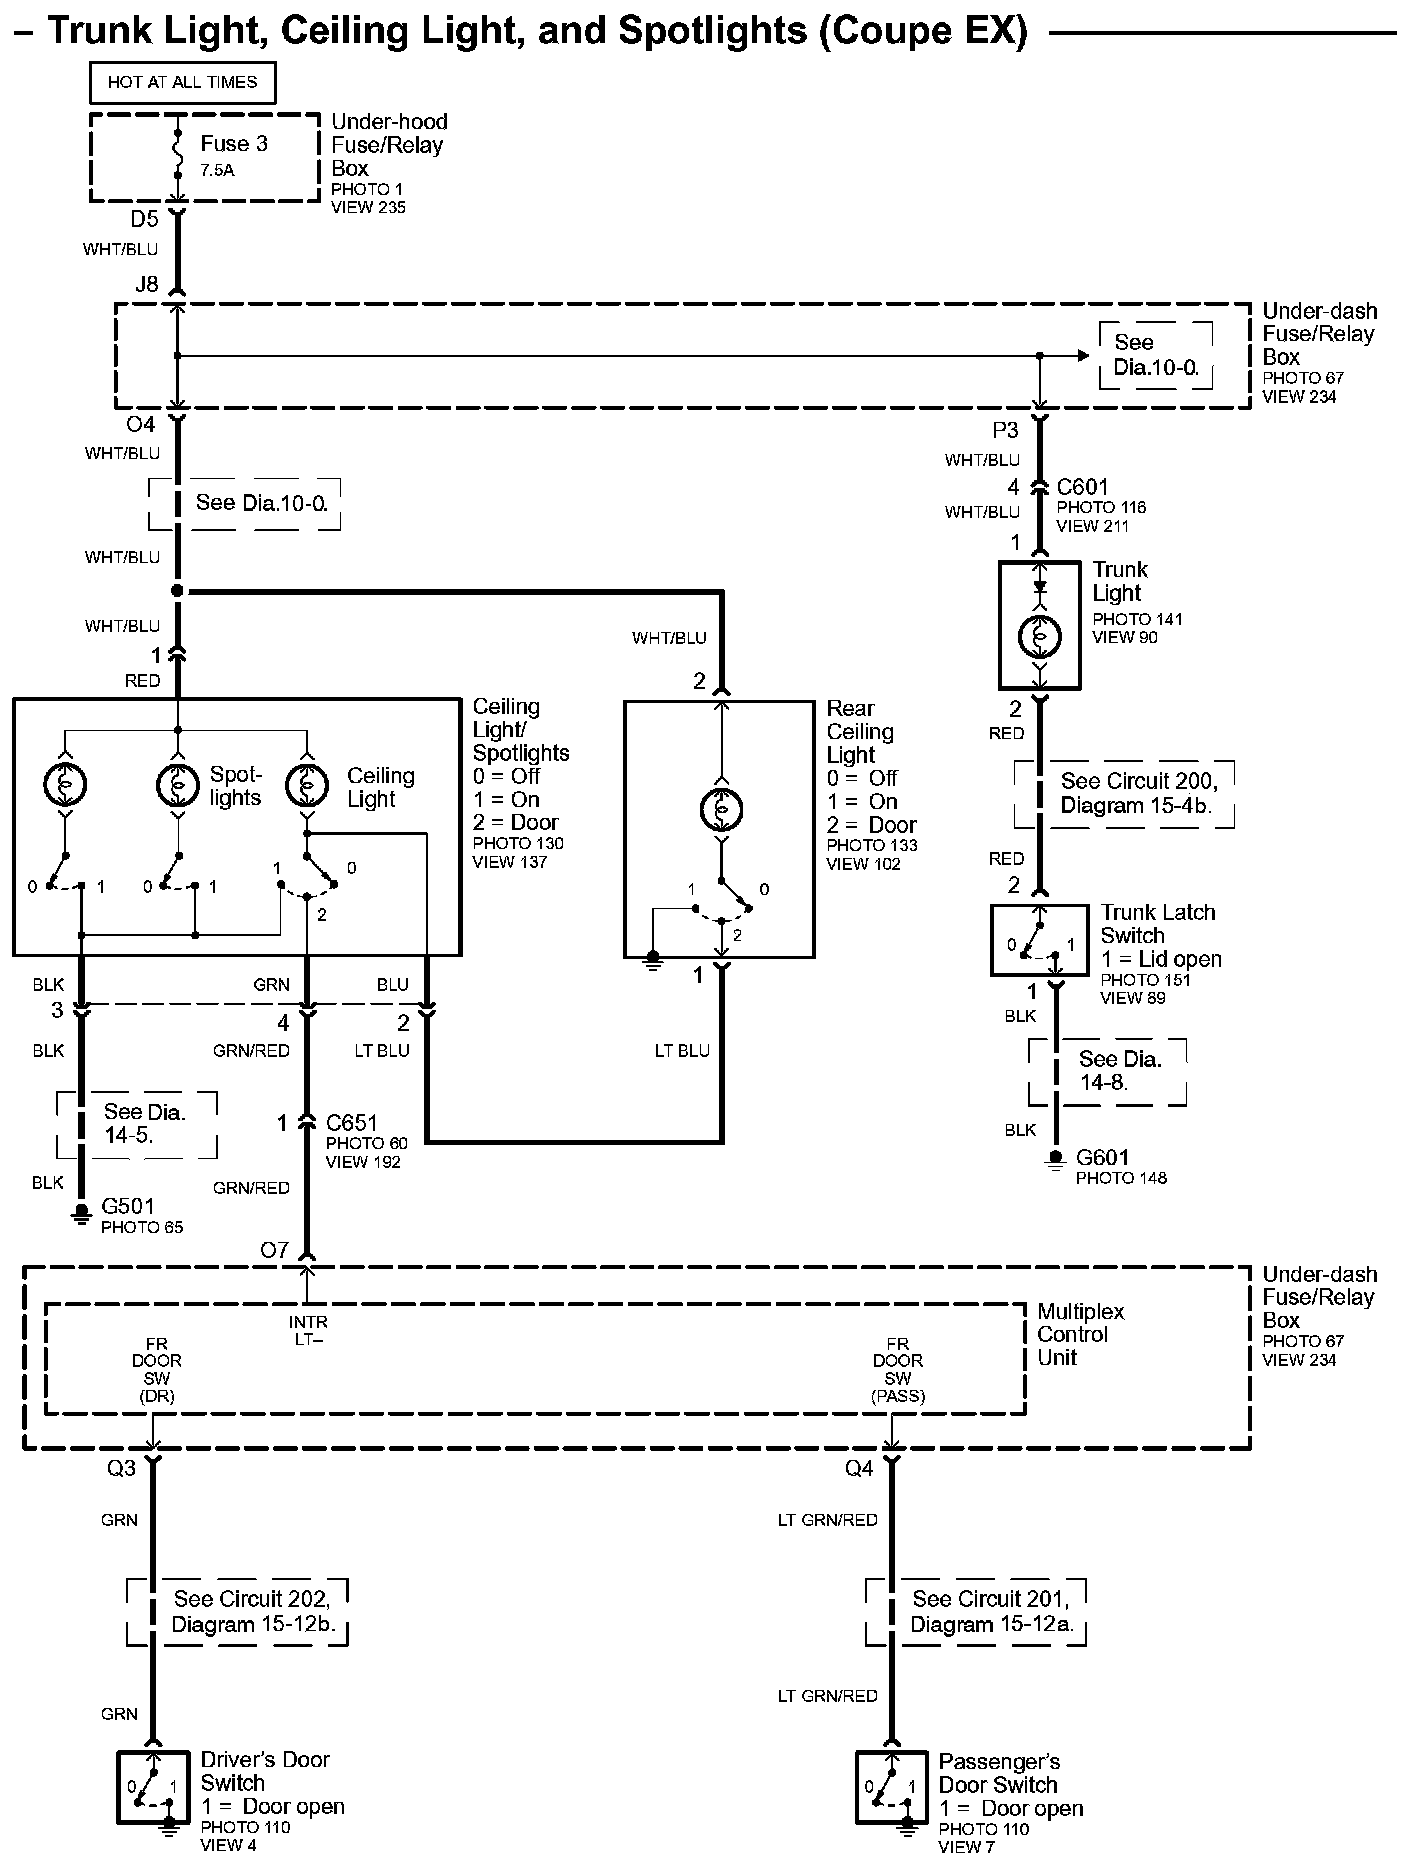 – Trunk Light, Ceiling Light, and Spotlights (Coupe EX)
HOT AT ALL TIMES
Fuse 3
7.5A
Under-hood
Fuse/Relay
Box
PHOTO 1
VIEW 235
D5
WHT/BLU
J8
See
Dia.10-0.
Under-dash
Fuse/Relay
Box
PHOTO 67
VIEW 234
O4
WHT/BLU
See Dia.10-0.
WHT/BLU
WHT/BLU
1
RED
WHT/BLU
2
P3
WHT/BLU
4
C601
PHOTO 116
VIEW 211
WHT/BLU
1
Trunk
Light
PHOTO 141
VIEW 90
2
RED
See Circuit 200,
Diagram 15-4b.
RED
2
Trunk Latch
Switch
1 = Lid open
PHOTO 151
VIEW 89
0
1
1
BLK
See Dia.
14-8.
BLK
G601
PHOTO 148
Spot-
lights
Ceiling
Light
0
1
0
1
1
0
2
Ceiling
Light/
Spotlights
0 = Off
1 = On
2 = Door
PHOTO 130
VIEW 137
Rear
Ceiling
Light
0 = Off
1 = On
2 = Door
PHOTO 133
VIEW 102
1
0
2
1
BLK
GRN
BLU
3
4
2
BLK
GRN/RED
LT BLU
LT BLU
See Dia.
14-5.
1
C651
PHOTO 60
VIEW 192
BLK
GRN/RED
G501
PHOTO 65
O7
INTR
LT–
FR
DOOR
SW
(DR)
FR
DOOR
SW
(PASS)
Multiplex
Control
Unit
Under-dash
Fuse/Relay
Box
PHOTO 67
VIEW 234
Q3
Q4
GRN
LT GRN/RED
See Circuit 202,
Diagram 15-12b.
See Circuit 201,
Diagram 15-12a.
GRN
LT GRN/RED
0
1
Driver's Door
Switch
1 = Door open
PHOTO 110
VIEW 4
0
1
Passenger's
Door Switch
1 = Door open
PHOTO 110
VIEW 7